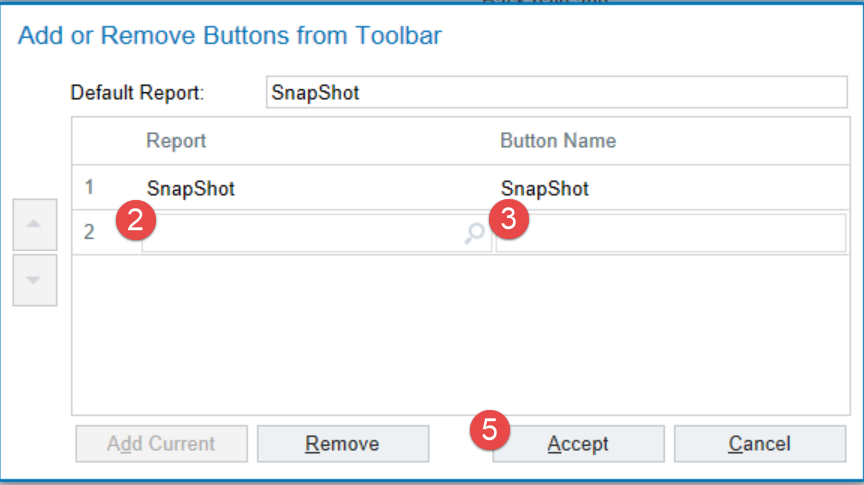 Add or Remove Buttons from Toolbar
Default Report: SnapShot
Report Button Name
1 SnapShot SnapShot
2 2 3
5
Add Current Remove Accept Cancel